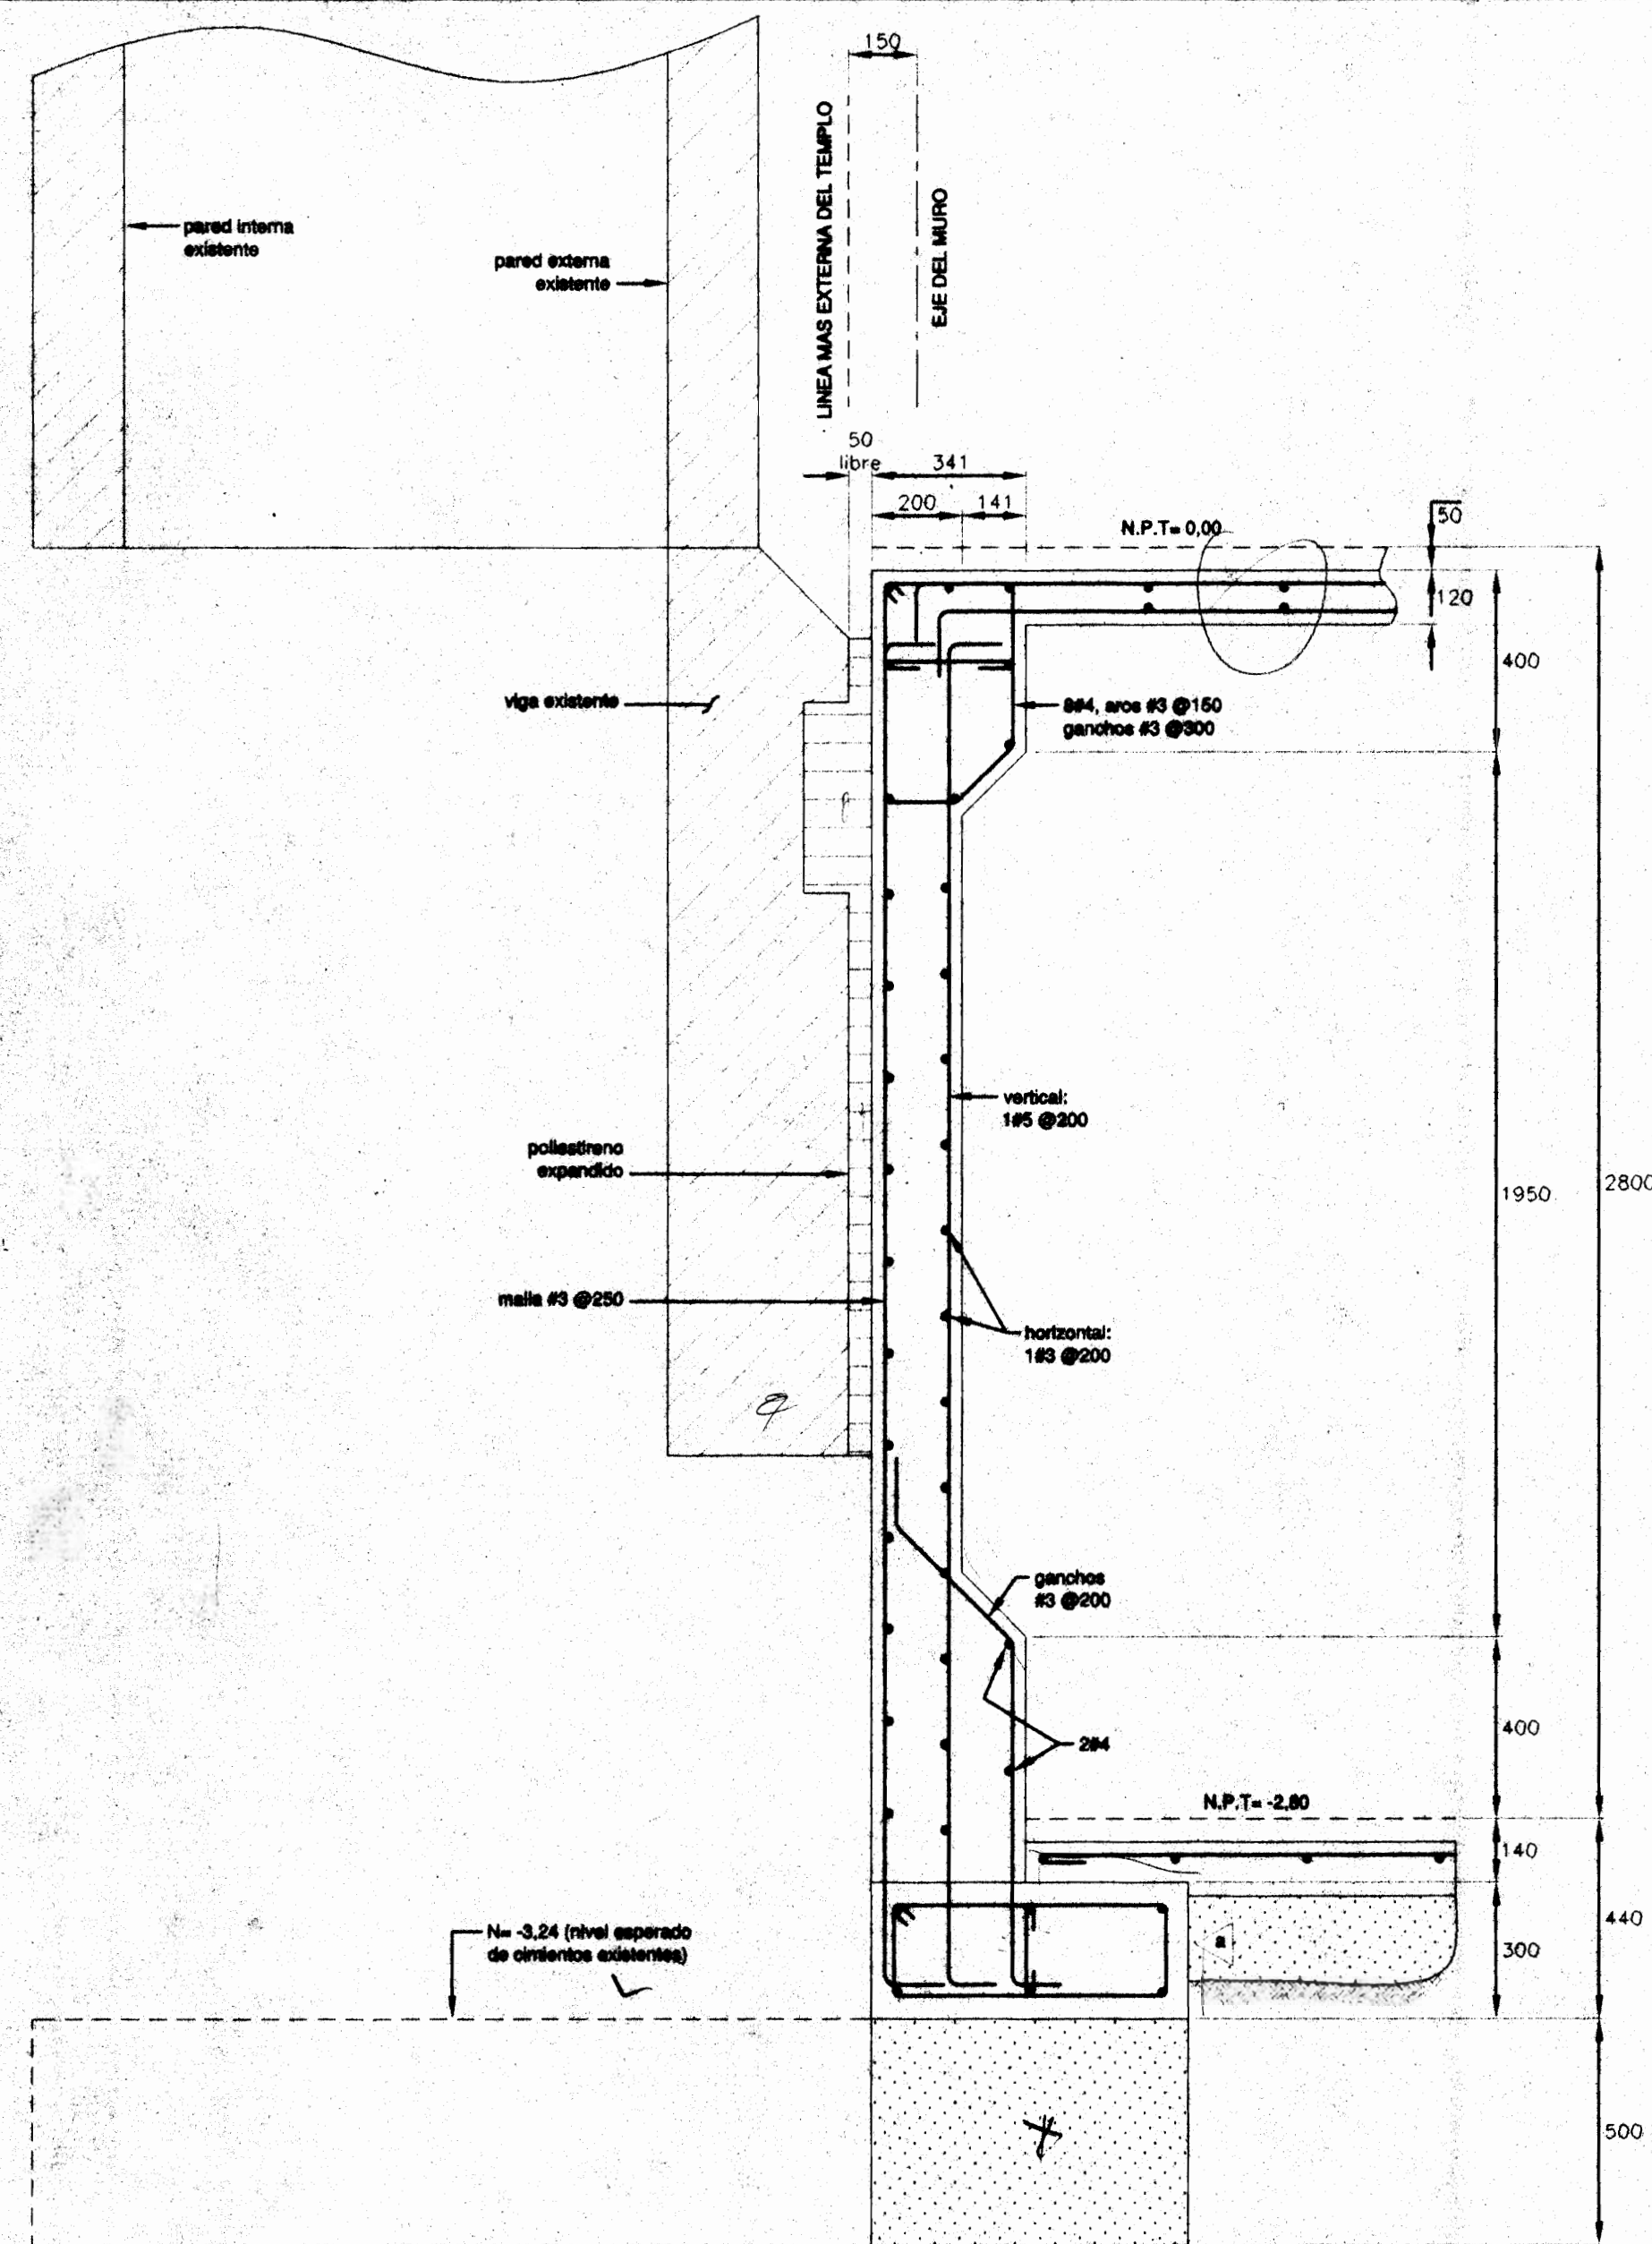 150
LINEA MAS EXTERNA DEL TEMPLO
EJE DEL MURO
pared interna
existente
pared externa
existente
50
libre
341
200
141
N.P.T= 0,00
50
120
400
viga existente
8#4, aros #3 @150
ganchos #3 @300
vertical:
1#5 @200
poliestireno
expandido
1950
2800
malla #3 @250
horizontal:
1#3 @200
ganchos
#3 @200
2#4
400
N.P.T= -2,80
140
N= -3,24 (nivel esperado
de cimientos existentes)
a
440
300
500